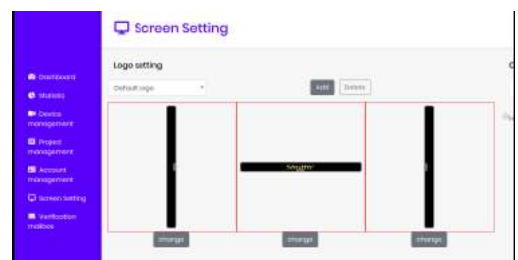 Screen Setting
Logo setting
Default logo
Add
Delete
Dashboard
Statistic
Device
management
Project
management
Account
management
Screen Setting
Verification
mailbox
change
change
change